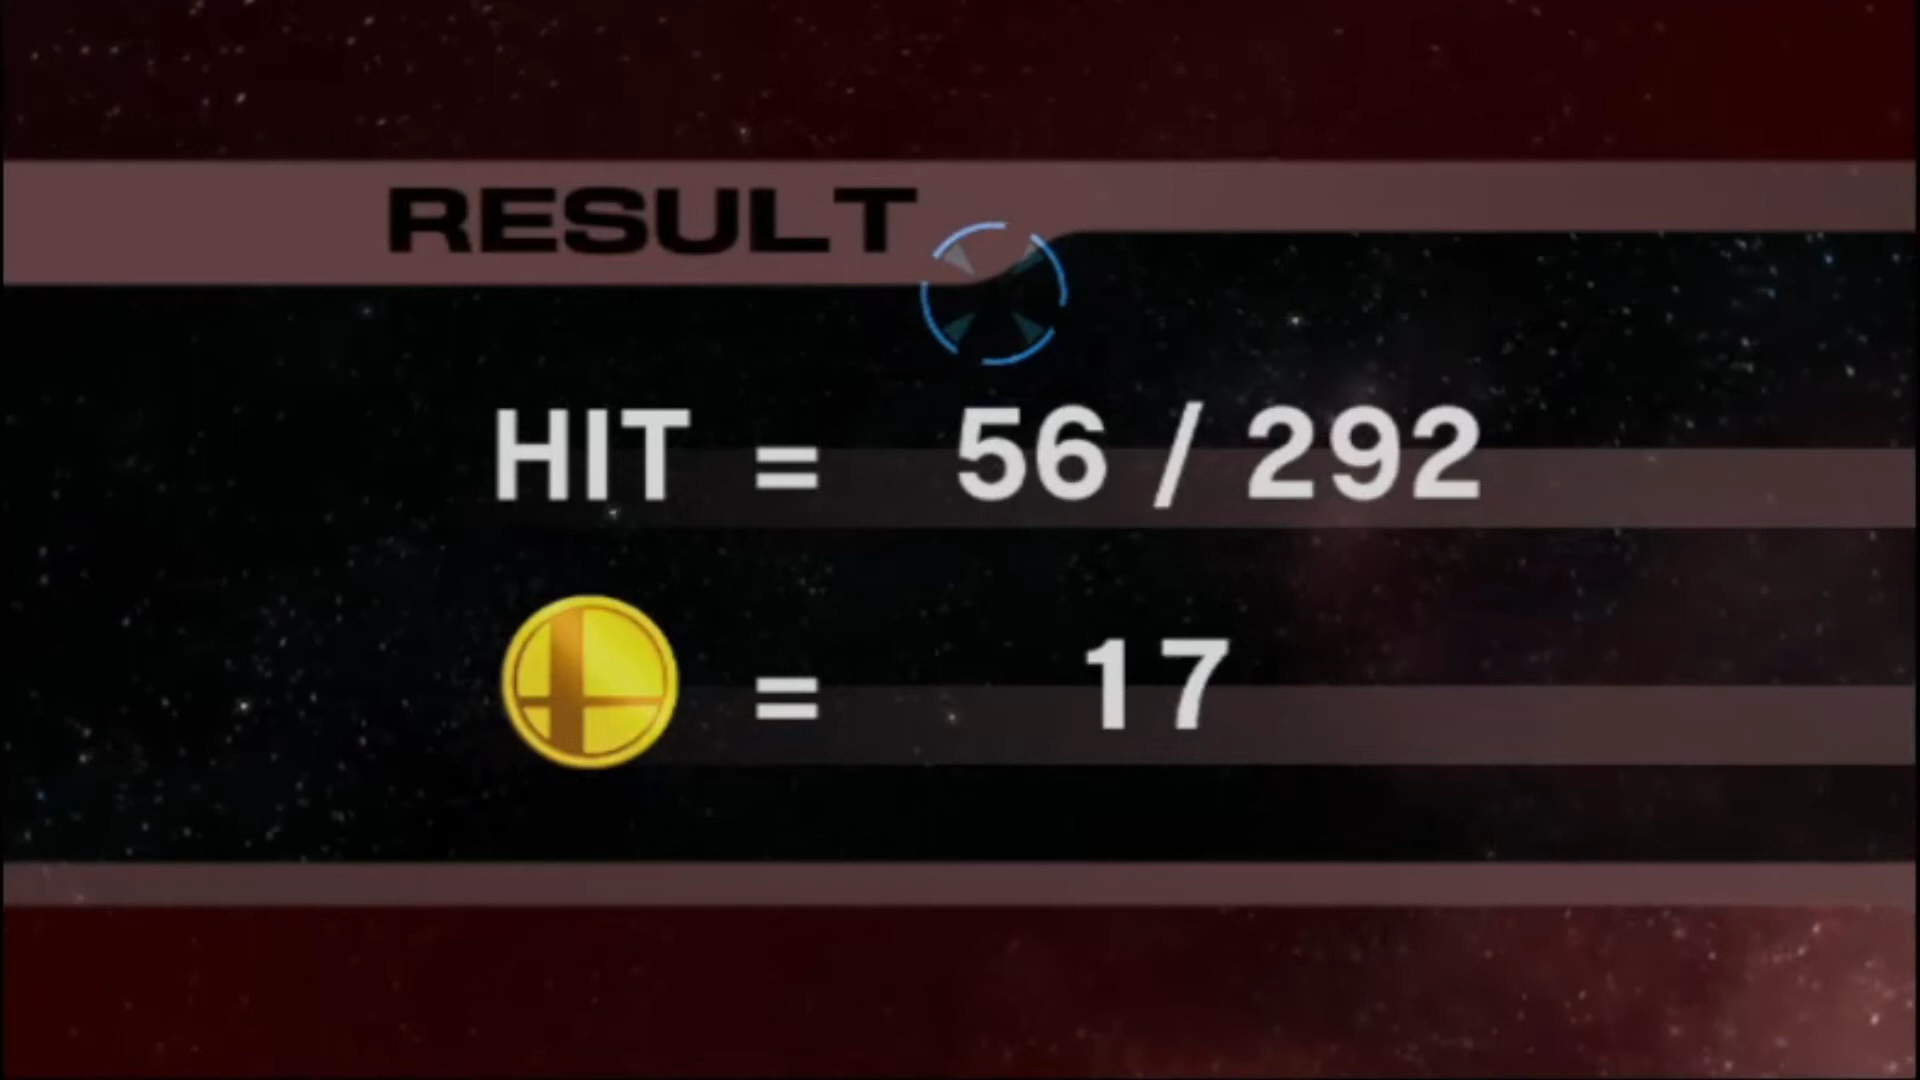 RESULT
HIT = 56 / 292
= 17